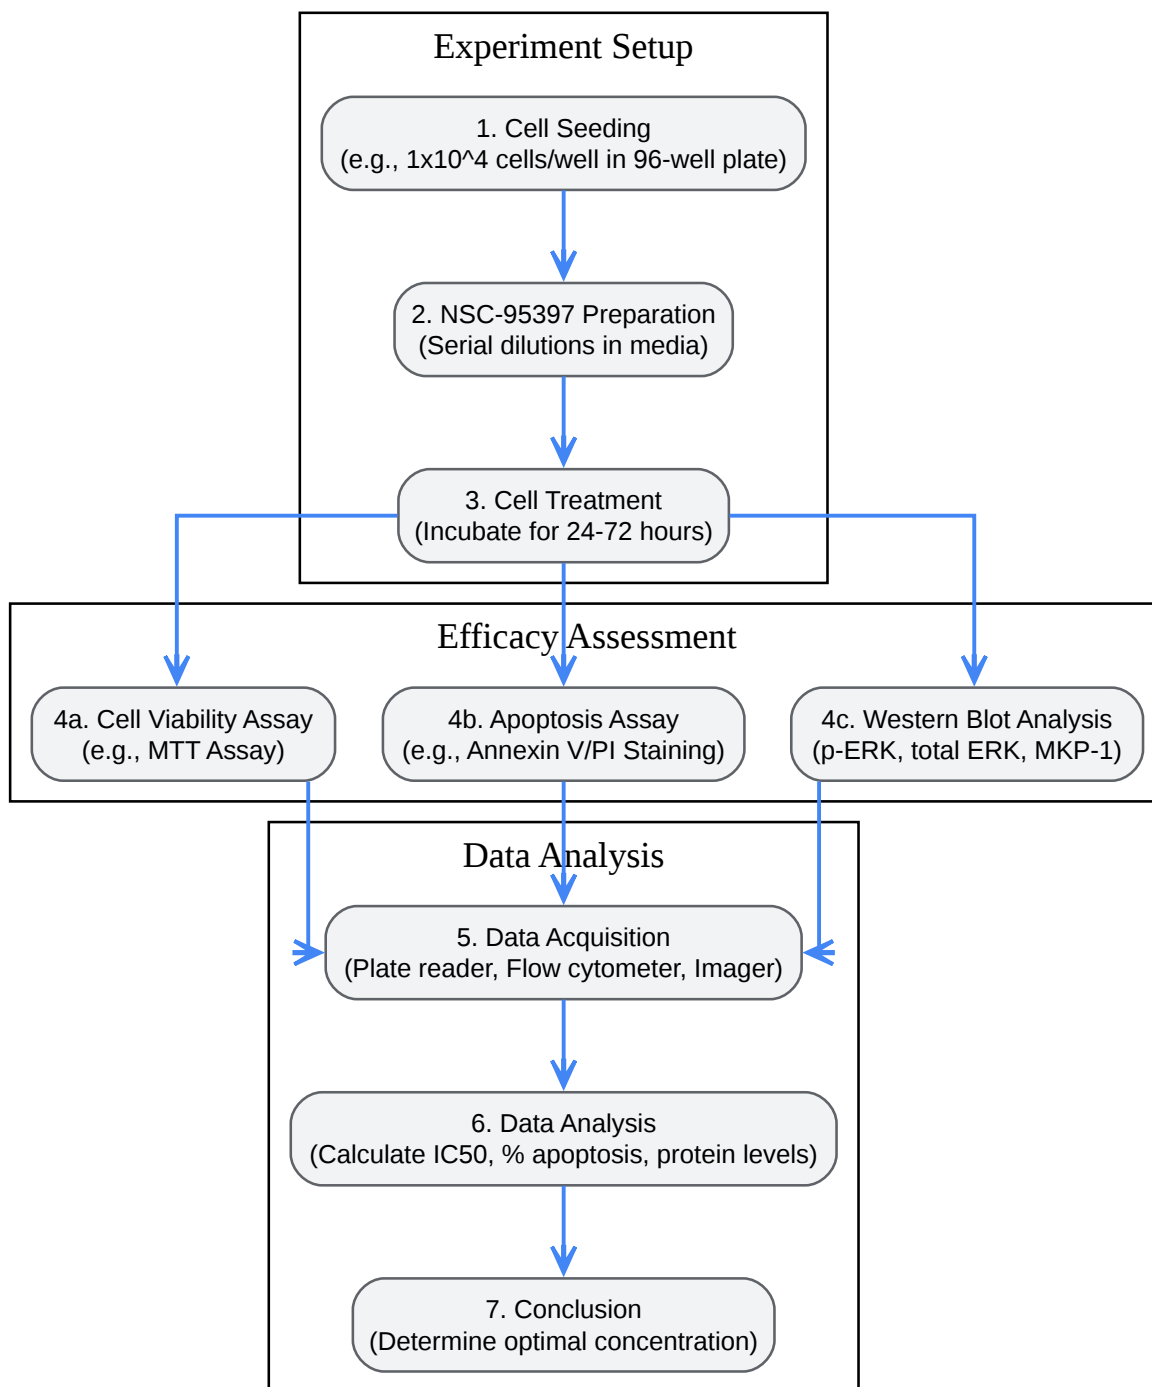 Experiment Setup
1. Cell Seeding
(e.g., 1x10^4 cells/well in 96-well plate)
2. NSC-95397 Preparation
(Serial dilutions in media)
3. Cell Treatment
(Incubate for 24-72 hours)
Efficacy Assessment
4a. Cell Viability Assay
(e.g., MTT Assay)
4b. Apoptosis Assay
(e.g., Annexin V/PI Staining)
4c. Western Blot Analysis
(p-ERK, total ERK, MKP-1)
Data Analysis
5. Data Acquisition
(Plate reader, Flow cytometer, Imager)
6. Data Analysis
(Calculate IC50, % apoptosis, protein levels)
7. Conclusion
(Determine optimal concentration)